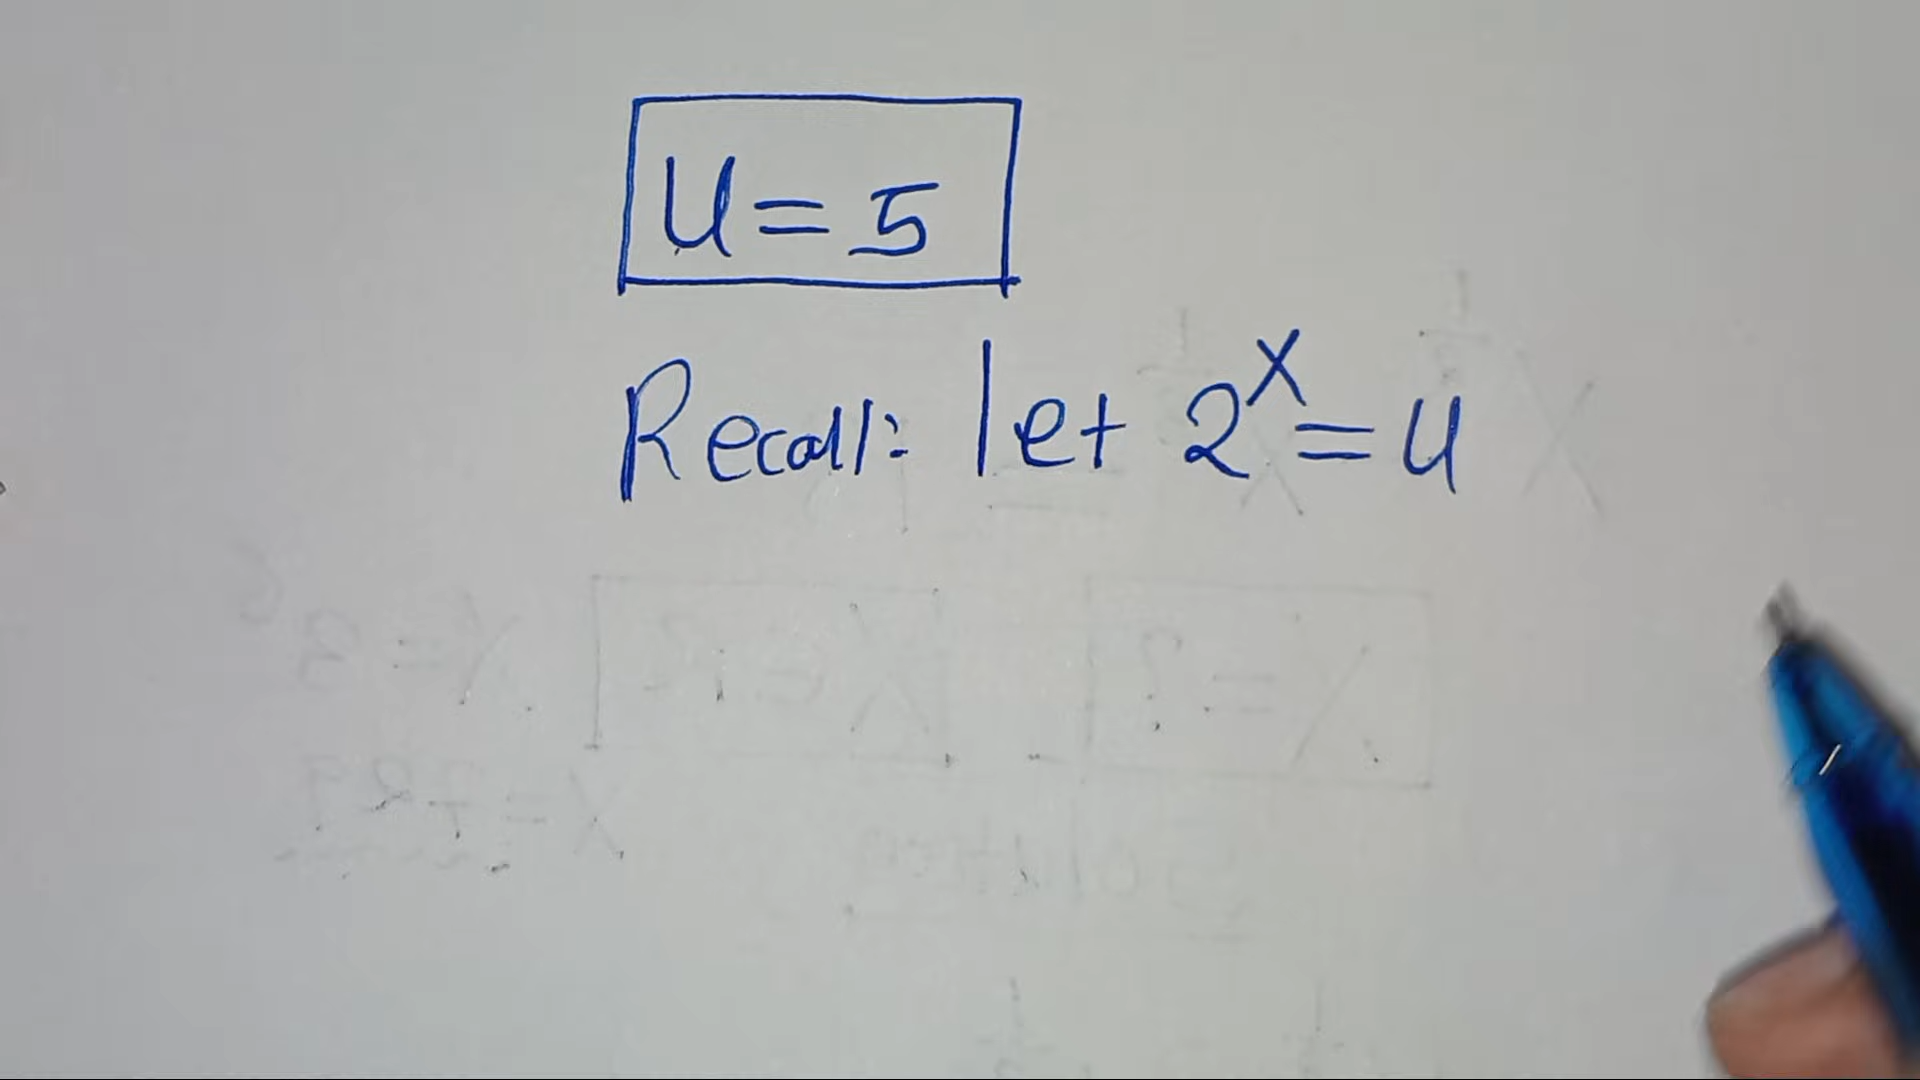 U = 5
Recall: let 2^x = u